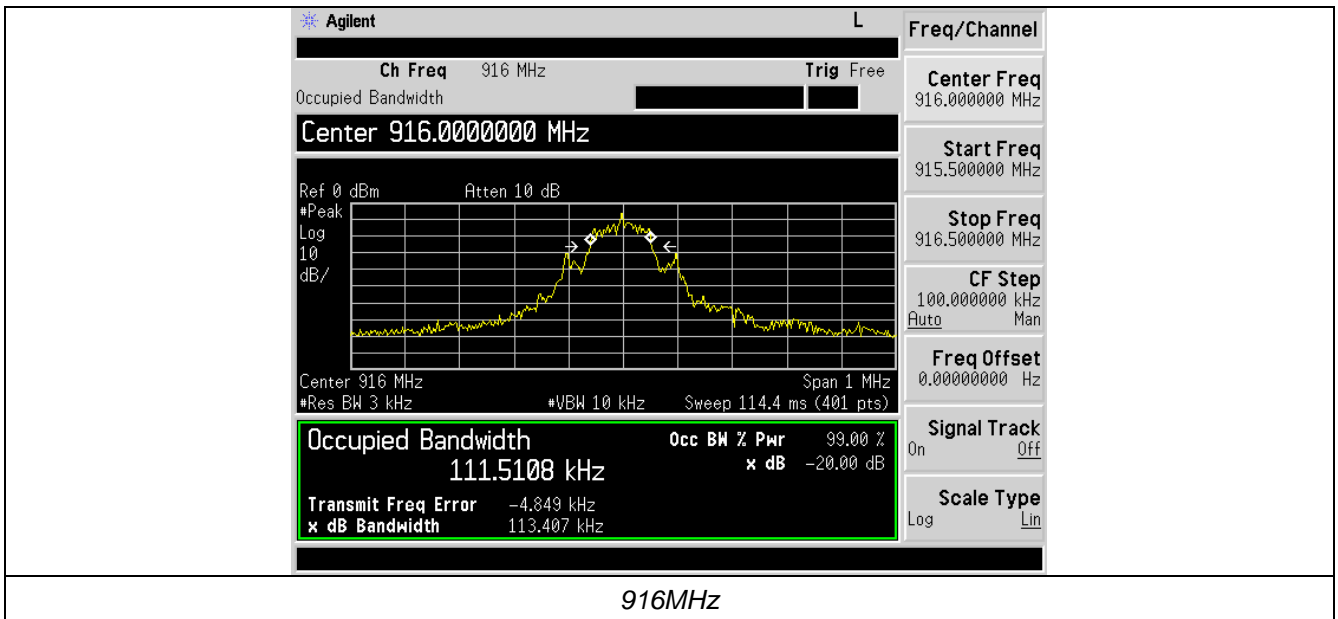 Agilent L
Ch Freq 916 MHz Trig Free
Occupied Bandwidth
Center 916.0000000 MHz
Ref 0 dBm Atten 10 dB
#Peak
Log
10
dB/
Center 916 MHz Span 1 MHz
#Res BW 3 kHz #VBW 10 kHz Sweep 114.4 ms (401 pts)
Occupied Bandwidth Occ BW % Pwr 99.00 %
111.5108 kHz x dB -20.00 dB
Transmit Freq Error -4.849 kHz
x dB Bandwidth 113.407 kHz
Freq/Channel
Center Freq
916.000000 MHz
Start Freq
915.500000 MHz
Stop Freq
916.500000 MHz
CF Step
100.000000 kHz
Auto Man
Freq Offset
0.00000000 Hz
Signal Track
On Off
Scale Type
Log Lin
916MHz